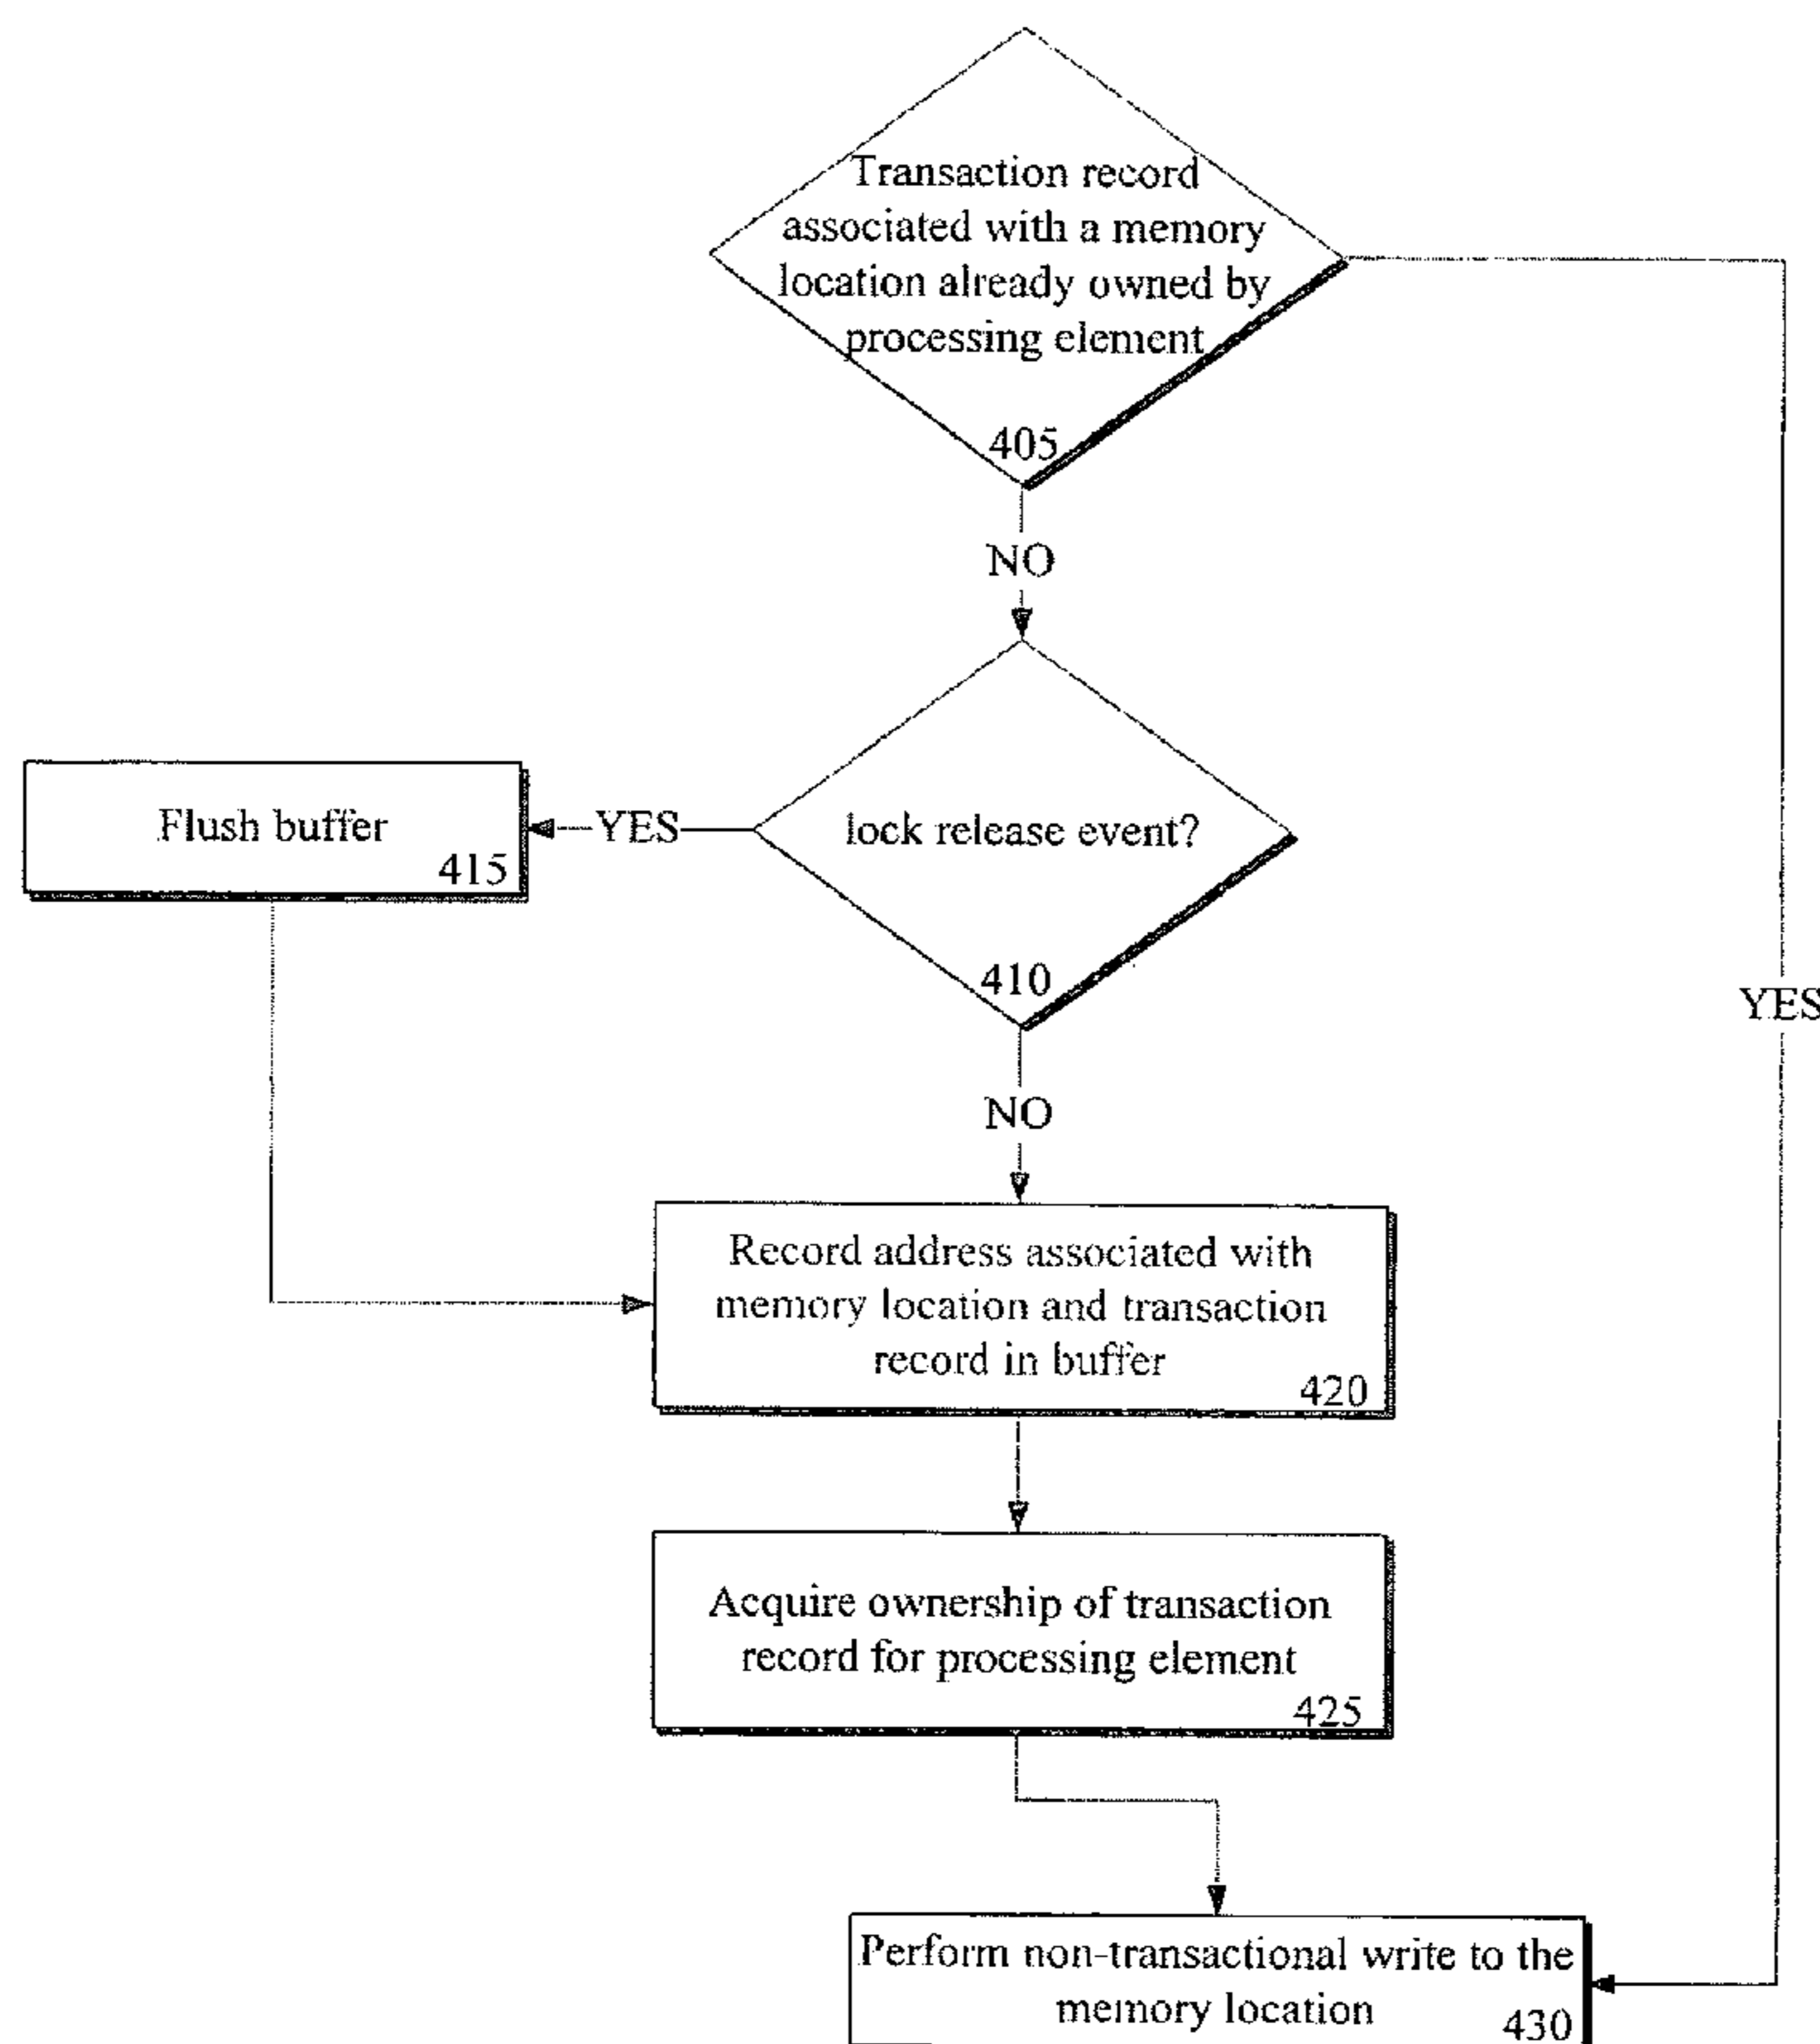 Transaction record
associated with a memory
location already owned by
processing element
405
NO
lock release event?
410
YES
Flush buffer
415
YES
NO
Record address associated with
memory location and transaction
record in buffer
420
Acquire ownership of transaction
record for processing element
425
Perform non-transactional write to the
memory location
430